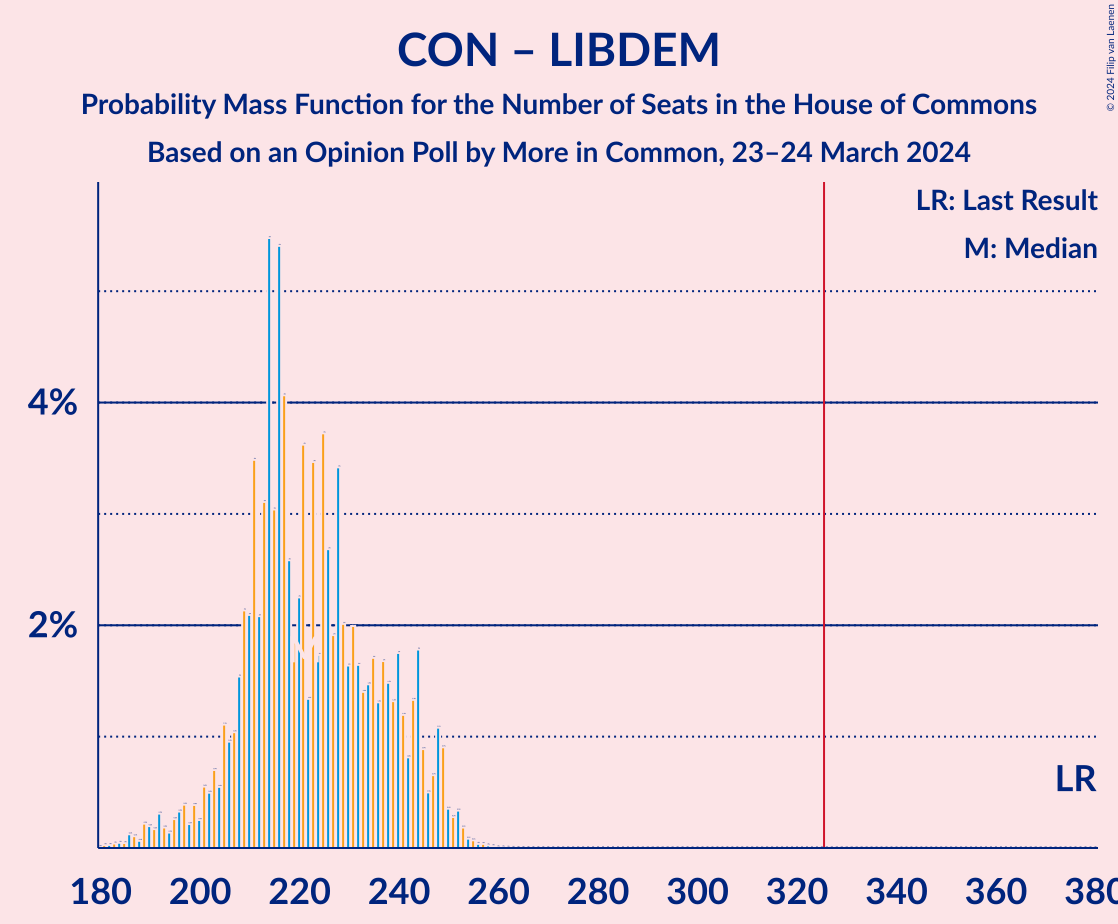 CON – LIBDEM
Probability Mass Function for the Number of Seats in the House of Commons
Based on an Opinion Poll by More in Common, 23–24 March 2024
© 2024 Filip van Laenen
LR: Last Result
M: Median
4%
2%
LR
180 200 220 240 260 280 300 320 340 360 380